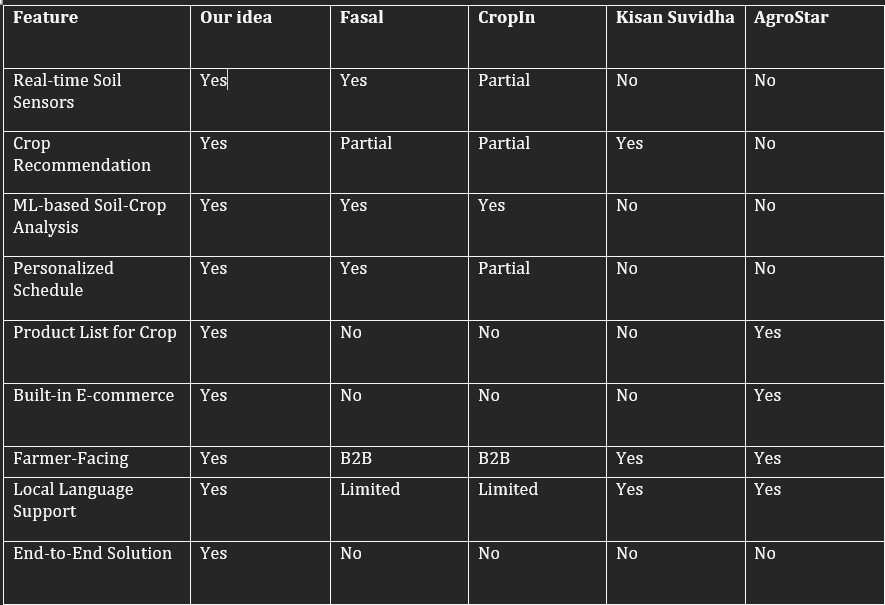 Feature Our idea Fasal CropIn Kisan Suvidha AgroStar
Real-time Soil Yes Yes Partial No No
Sensors
Crop Yes Partial Partial Yes No
Recommendation
ML-based Soil-Crop Yes Yes Yes No No
Analysis
Personalized Yes Yes Partial No No
Schedule
Product List for Crop Yes No No No Yes
Built-in E-commerce Yes No No No Yes
Farmer-Facing Yes B2B B2B Yes Yes
Local Language Yes Limited Limited Yes Yes
Support
End-to-End Solution Yes No No No No